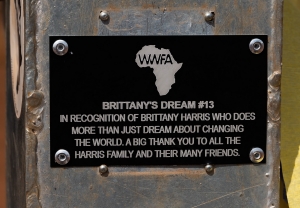 WWFA
BRITTANY'S DREAM #13
IN RECOGNITION OF BRITTANY HARRIS WHO DOES
MORE THAN JUST DREAM ABOUT CHANGING
THE WORLD. A BIG THANK YOU TO ALL THE
HARRIS FAMILY AND THEIR MANY FRIENDS.